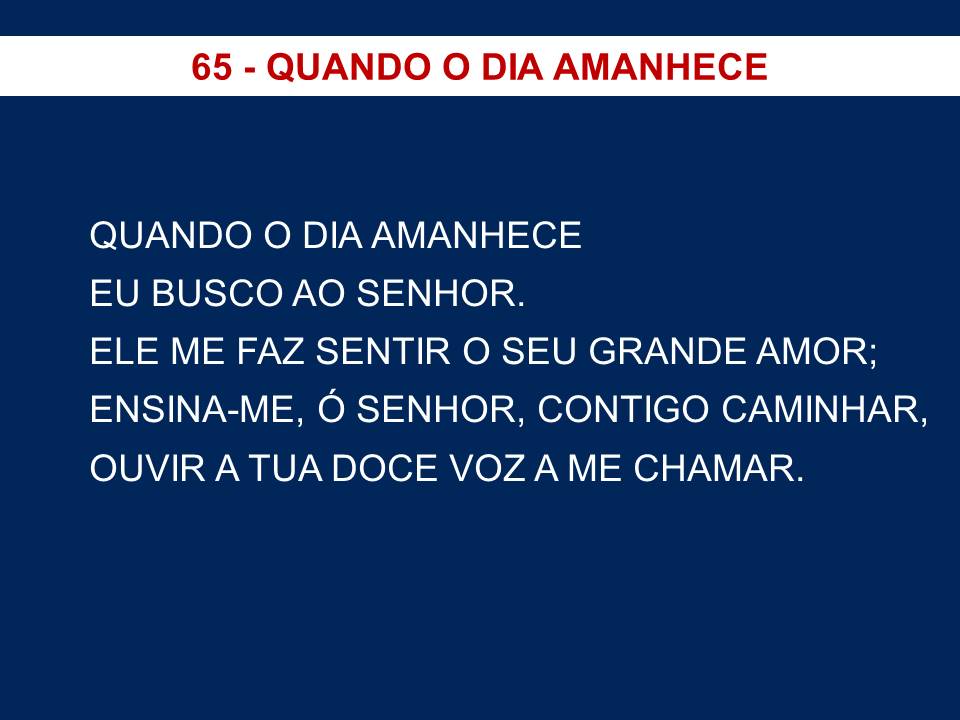 65 - QUANDO O DIA AMANHECE
QUANDO O DIA AMANHECE
EU BUSCO AO SENHOR.
ELE ME FAZ SENTIR O SEU GRANDE AMOR;
ENSINA-ME, Ó SENHOR, CONTIGO CAMINHAR,
OUVIR A TUA DOCE VOZ A ME CHAMAR.